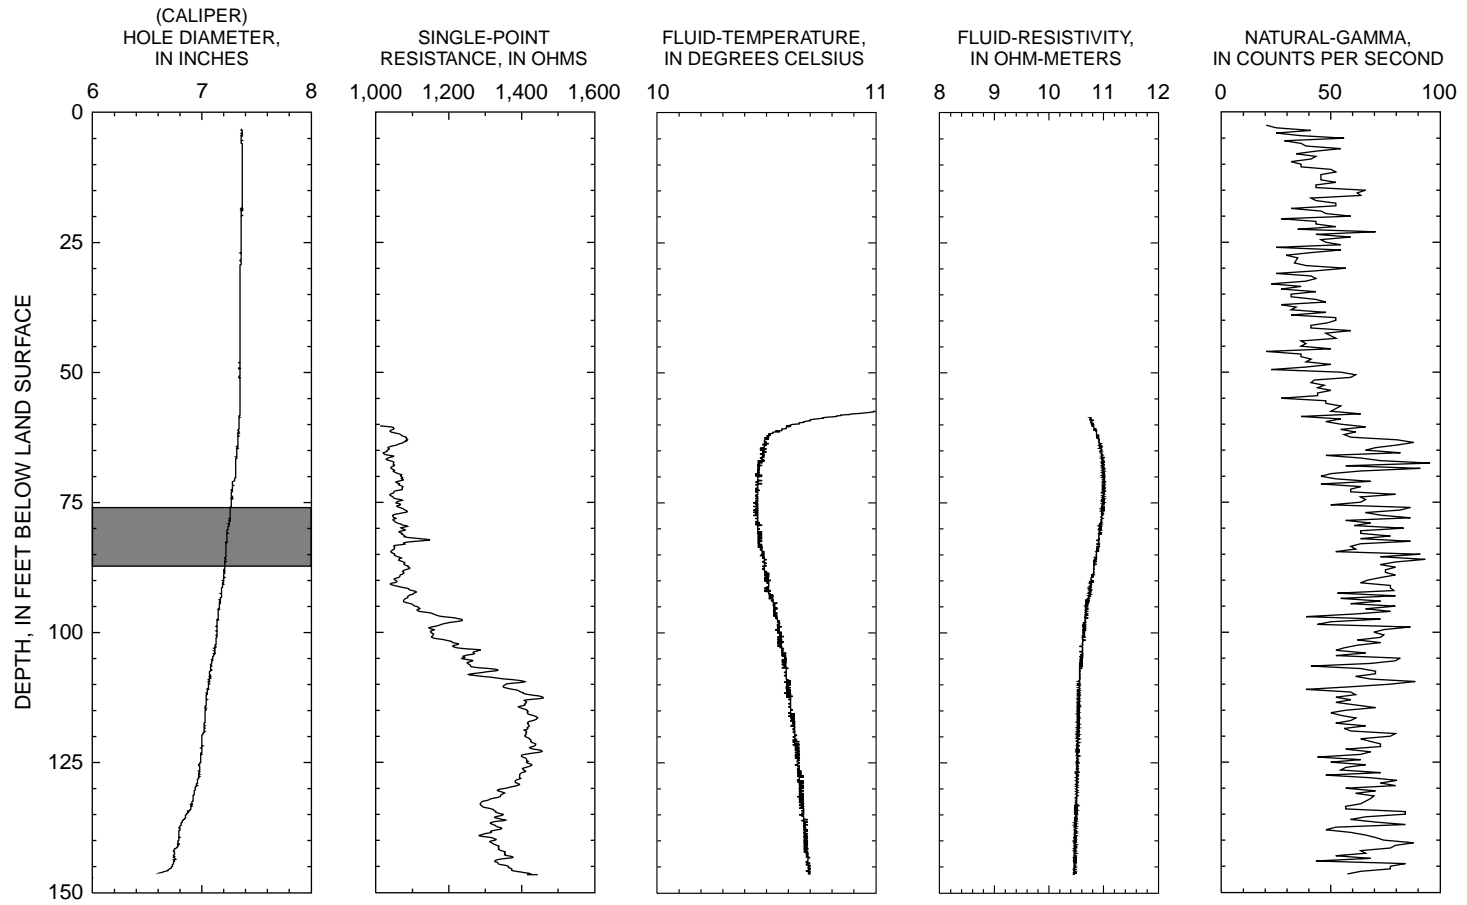 (CALIPER)
HOLE DIAMETER,
IN INCHES
SINGLE-POINT
RESISTANCE, IN OHMS
FLUID-TEMPERATURE,
IN DEGREES CELSIUS
FLUID-RESISTIVITY,
IN OHM-METERS
NATURAL-GAMMA,
IN COUNTS PER SECOND
6 7 8
1,000 1,200 1,400 1,600
10 11
8 9 10 11 12
0 50 100
DEPTH, IN FEET BELOW LAND SURFACE
0
25
50
75
100
125
150